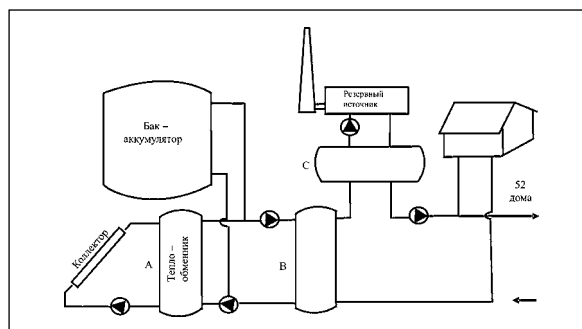 Резервный
источник
Бак –
аккумулятор
С
52
дома
Коллектор
А
Тепло –
обменник
В